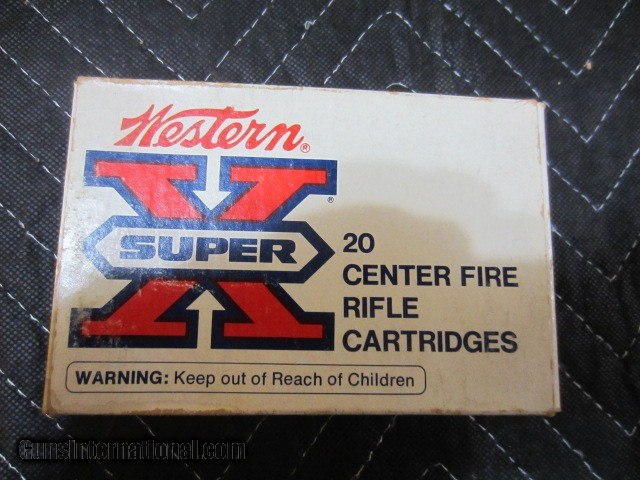 Western®
SUPER X®
20
CENTER FIRE
RIFLE
CARTRIDGES
WARNING: Keep out of Reach of Children
GunsInternational.com